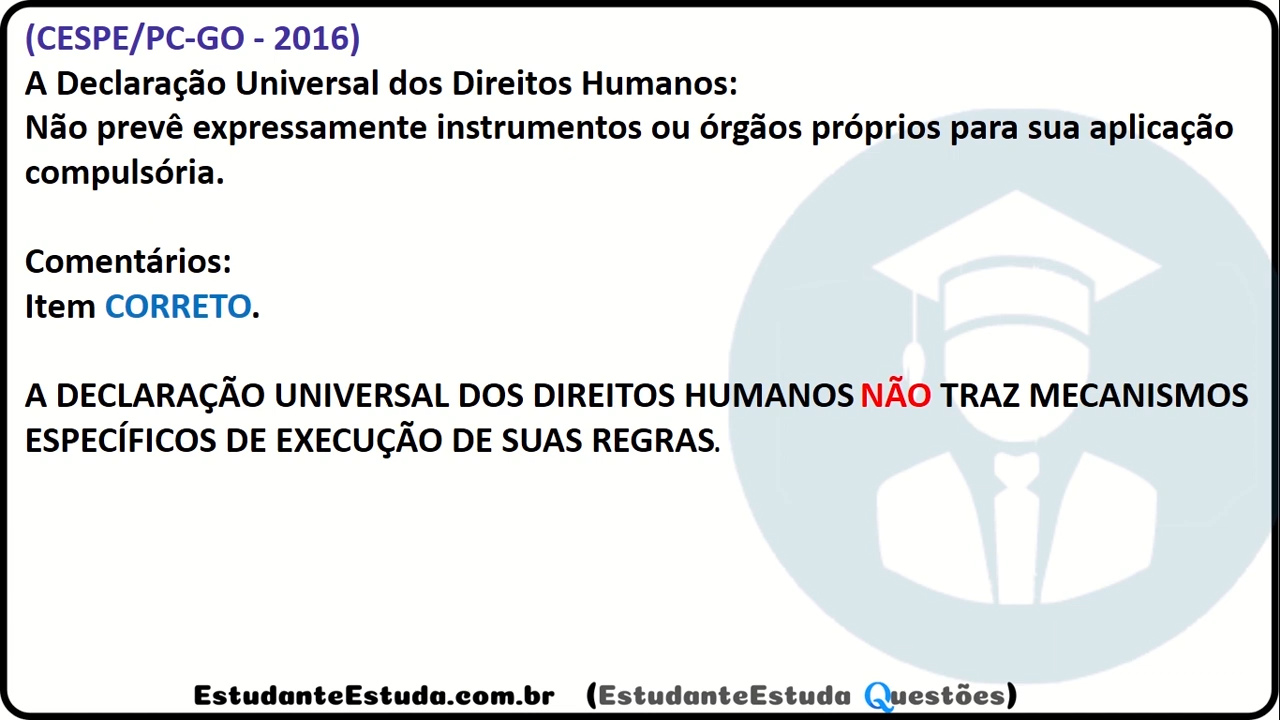 (CESPE/PC-GO - 2016)
A Declaração Universal dos Direitos Humanos:
Não prevê expressamente instrumentos ou órgãos próprios para sua aplicação
compulsória.
Comentários:
Item CORRETO.
A DECLARAÇÃO UNIVERSAL DOS DIREITOS HUMANOS NÃO TRAZ MECANISMOS
ESPECÍFICOS DE EXECUÇÃO DE SUAS REGRAS.
EstudanteEstuda.com.br (EstudanteEstuda Questões)